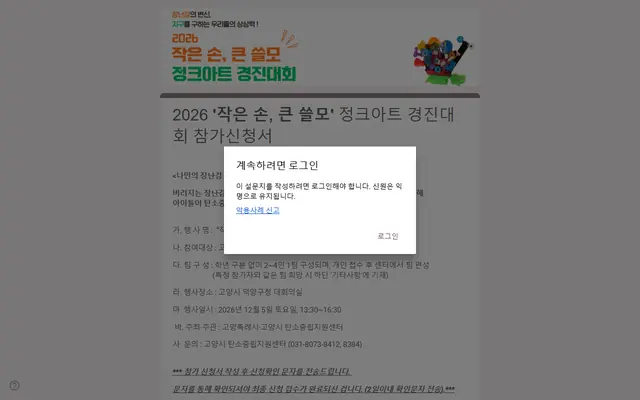 장난감의 변신,
지구를 구하는 우리들의 상상력!
2026
작은 손, 큰 쓸모
정크아트 경진대회
2026 '작은 손, 큰 쓸모' 정크아트 경진대
회 참가신청서
<나만의 장난감
버려지는 장난감
아이들이 탄소중
계속하려면 로그인
이 설문지를 작성하려면 로그인해야 합니다. 신원은 익
명으로 유지됩니다.
악용사례 신고
로그인
가. 행 사 명 :
나. 참여대상 :
다. 팀 구 성 : 학년 구분 없이 2~4인 1팀 구성되며, 개인 접수 후 센터에서 팀 편성
(특정 참가자와 같은 팀 희망 시 하단 '기타사항'에 기재)
라. 행사장소 : 고양시 덕양구청 대회의실
마. 행사일시 : 2026년 12월 5일 토요일, 13:30~16:30
바. 주최·주관 : 고양특례시·고양시 탄소중립지원센터
사. 문의 : 고양시 탄소중립지원센터 (031-8073-9412, 8384)
*** 참가 신청서 작성 후 신청확인 문자를 전송드립니다.
문자를 통해 확인되셔야 최종 신청 접수가 완료되신 겁니다. (2일이내 확인문자 전송).***